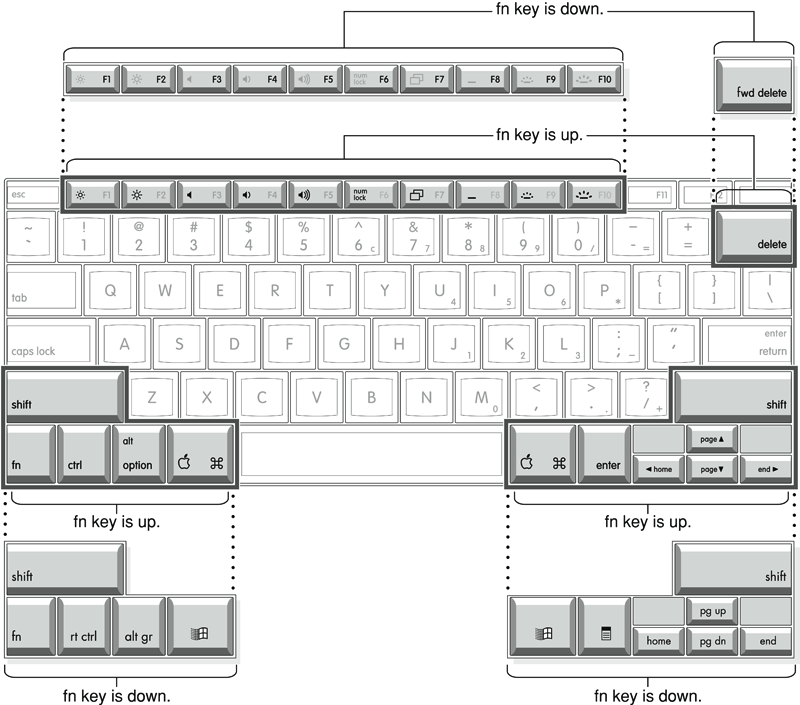 fn key is down.
F1 F2 F3 F4 F5 num lock F6 F7 F8 F9 F10
fwd delete
fn key is up.
esc F1 F2 F3 F4 F5 num lock F6 F7 F8 F9 F10 F11
~ ` ! 1 @ 2 # 3 $ 4 % 5 ^ 6 c & 7 7 * 8 8 ( 9 9 ) 0 / – - = + = delete
tab Q W E R T Y U 4 I 5 O 6 P * { [ } ] | \
caps lock A S D F G H J 1 K 2 L 3 : ; – " ' enter return
shift Z X C V B N M 0 < , > . . ? / + shift
fn ctrl alt option ⌘ ⌘ enter page ▲ ◄ home page ▼ end ►
fn key is up. fn key is up.
shift shift
fn rt ctrl alt gr pg up home pg dn end
fn key is down. fn key is down.